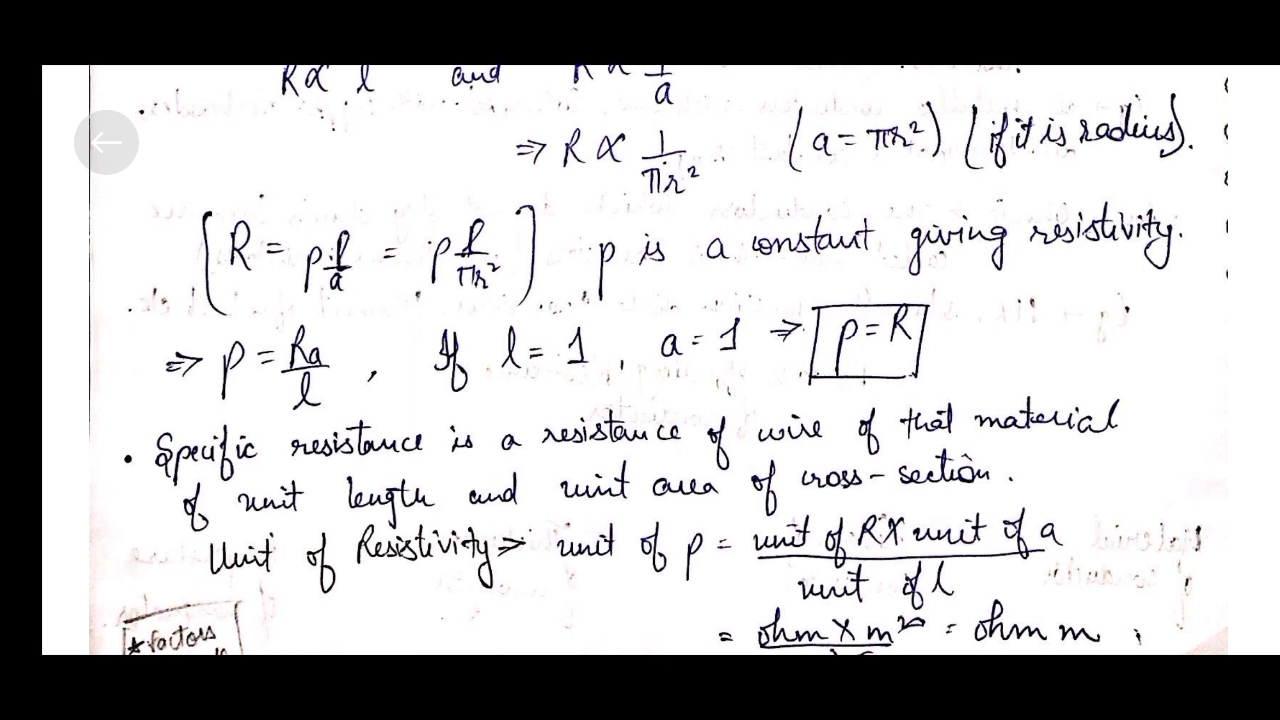 R ∝ l and R ∝ 1/a
⇒ R ∝ 1/πr² (a = πr²) (if it is radius).
[R = ρ l/a = ρ l/πr²] ρ is a constant giving resistivity.
⇒ ρ = Ra/l , If l = 1 , a = 1 ⇒ ρ = R
• Specific resistance is a resistance of wire of that material
of unit length and unit area of cross-section.
Unit of Resistivity ⇒ unit of ρ = unit of R X unit of a / unit of l
= ohm X m² = ohm m ;
* factors